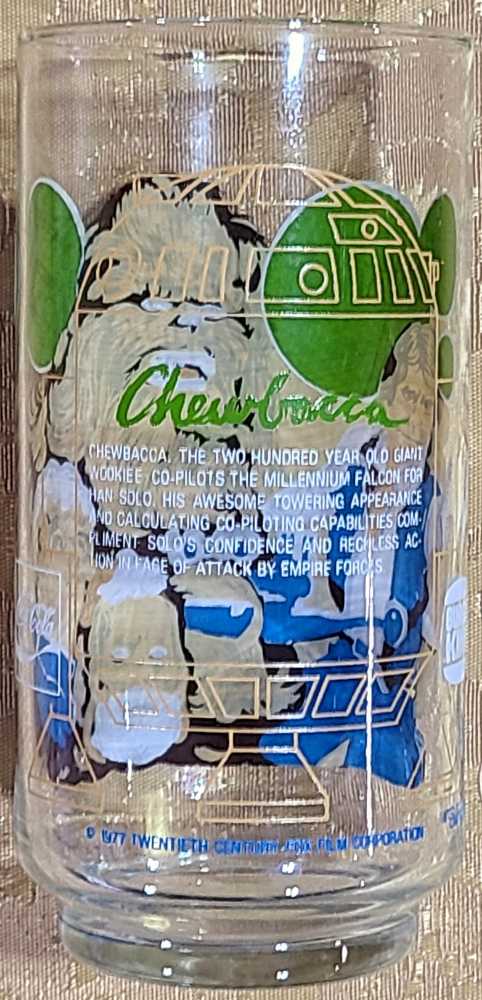 Chewbacca
CHEWBACCA, THE TWO HUNDRED YEAR OLD GIANT
WOOKIEE, CO-PILOTS THE MILLENNIUM FALCON FOR
HAN SOLO. HIS AWESOME TOWERING APPEARANCE
AND CALCULATING CO-PILOTING CAPABILITIES COM-
PLIMENT SOLO'S CONFIDENCE AND RECKLESS AC-
TION IN FACE OF ATTACK BY EMPIRE FORCES
Cola
© 1977 TWENTIETH CENTURY-FOX FILM CORPORATION